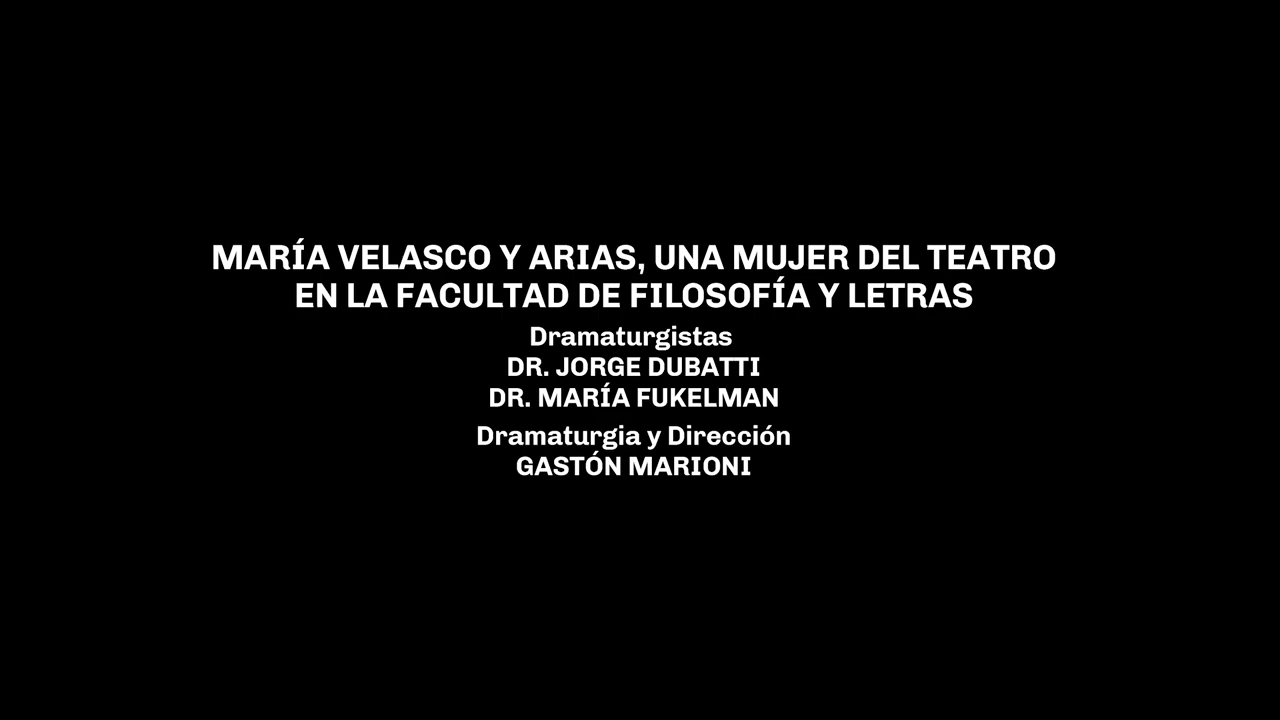 MARÍA VELASCO Y ARIAS, UNA MUJER DEL TEATRO
EN LA FACULTAD DE FILOSOFÍA Y LETRAS
Dramaturgistas
DR. JORGE DUBATTI
DR. MARÍA FUKELMAN
Dramaturgia y Dirección
GASTÓN MARIONI